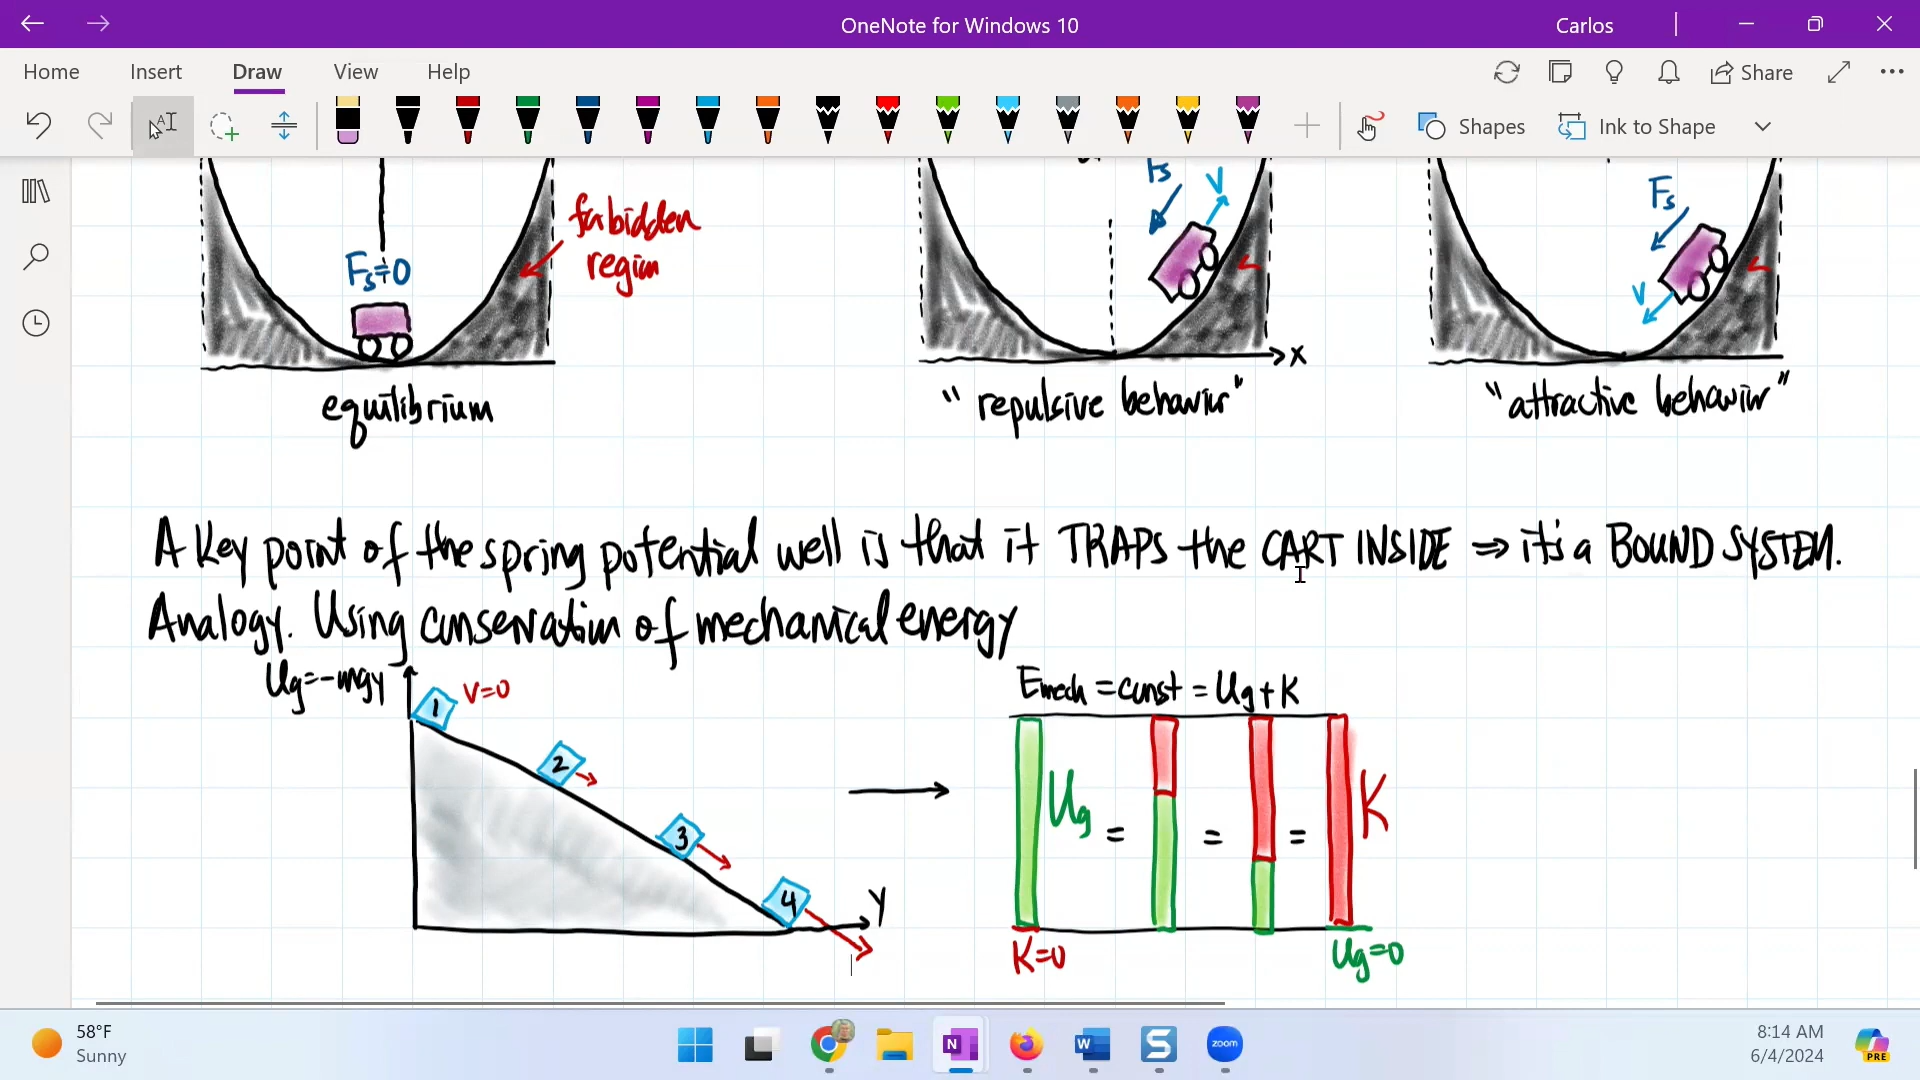 OneNote for Windows 10
Carlos
Home Insert Draw View Help
Share
Shapes
Ink to Shape
Fs=0
forbidden
region
equilibrium
Fs
V
X
"repulsive behavior"
Fs
V
"attractive behavior"
A key point of the spring potential well is that it TRAPS the CART INSIDE ⇒ it's a BOUND SYSTEM.
Analogy. Using conservation of mechanical energy
Ug=-mgy
1
V=0
2
3
4
Y
Emech = const = Ug+K
Ug = = = K
K=0
Ug=0
58°F
Sunny
W
S
zoom
8:14 AM
6/4/2024
PRE